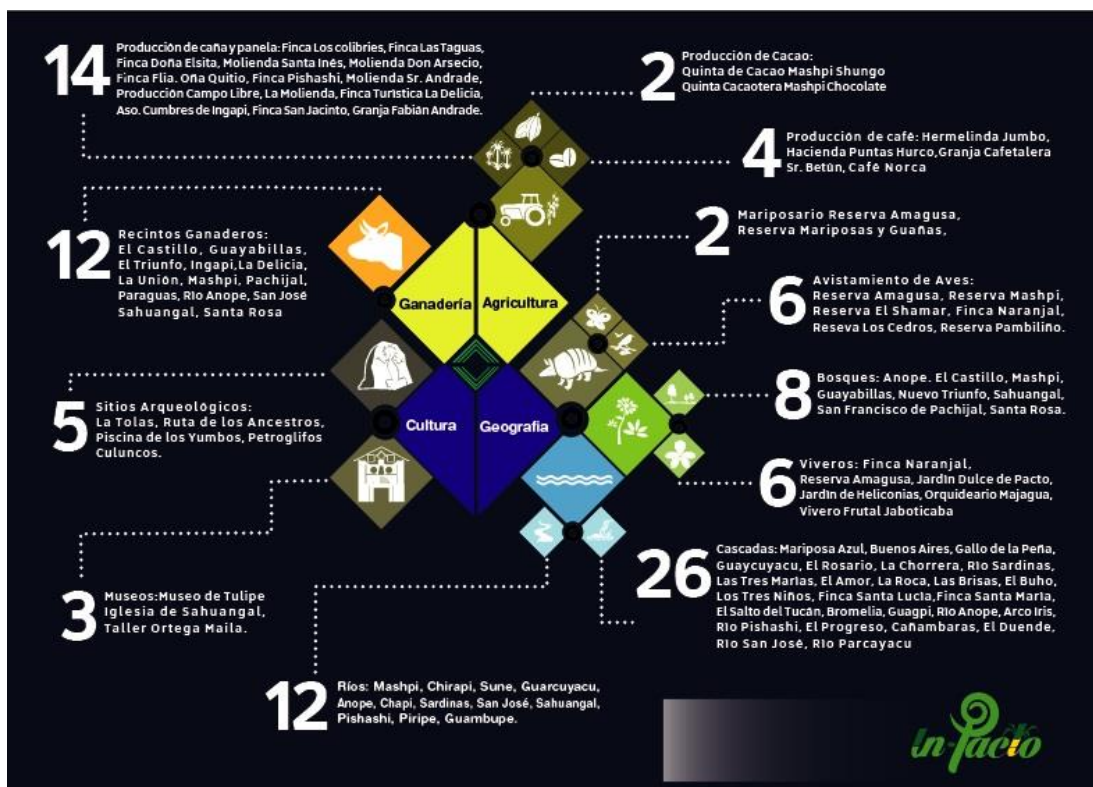 14
Producción de caña y panela: Finca Los colibries, Finca Las Taguas,
Finca Doña Elsita, Molienda Santa Inés, Molienda Don Arsecio,
Finca Flia. Oña Quitio, Finca Pishashi, Molienda Sr. Andrade,
Producción Campo Libre, La Molienda, Finca Turistica La Delicia,
Aso. Cumbres de Ingapi, Finca San Jacinto, Granja Fabián Andrade.
2
Producción de Cacao:
Quinta de Cacao Mashpi Shungo
Quinta Cacaotera Mashpi Chocolate
4
Producción de café: Hermelinda Jumbo,
Hacienda Puntas Hurco,Granja Cafetalera
Sr. Betún, Café Norca
12
Recintos Ganaderos:
El Castillo, Guayabillas,
El Triunfo, Ingapi,La Delicia,
La Unión, Mashpi, Pachijal,
Paraguas, Río Anope, San José
Sahuangal, Santa Rosa
2
Mariposario Reserva Amagusa,
Reserva Mariposas y Guañas,
6
Avistamiento de Aves:
Reserva Amagusa, Reserva Mashpi,
Reserva El Shamar, Finca Naranjal,
Reseva Los Cedros, Reserva Pambiliño.
Ganadería
Agricultura
Cultura
Geografia
5
Sitios Arqueológicos:
La Tolas, Ruta de los Ancestros,
Piscina de los Yumbos, Petroglifos
Culuncos.
8
Bosques: Anope. El Castillo, Mashpi,
Guayabillas, Nuevo Triunfo, Sahuangal,
San Francisco de Pachijal, Santa Rosa.
6
Viveros: Finca Naranjal,
Reserva Amagusa, Jardín Dulce de Pacto,
Jardín de Heliconias, Orquideario Majagua,
Vivero Frutal Jaboticaba
3
Museos:Museo de Tulipe
Iglesia de Sahuangal,
Taller Ortega Maila.
26
Cascadas: Mariposa Azul, Buenos Aires, Gallo de la Peña,
Guaycuyacu, El Rosario, La Chorrera, Río Sardinas,
Las Tres Marías, El Amor, La Roca, Las Brisas, El Buho,
Los Tres Niños, Finca Santa Lucía,Finca Santa María,
El Salto del Tucán, Bromelia, Guagpi, Río Anope, Arco Iris,
Río Pishashi, El Progreso, Cañambaras, El Duende,
Río San José, Río Parcayacu
12
Ríos: Mashpi, Chirapi, Sune, Guarcuyacu,
Anope, Chapi, Sardinas, San José, Sahuangal,
Pishashi, Piripe, Guambupe.
In-Pacto